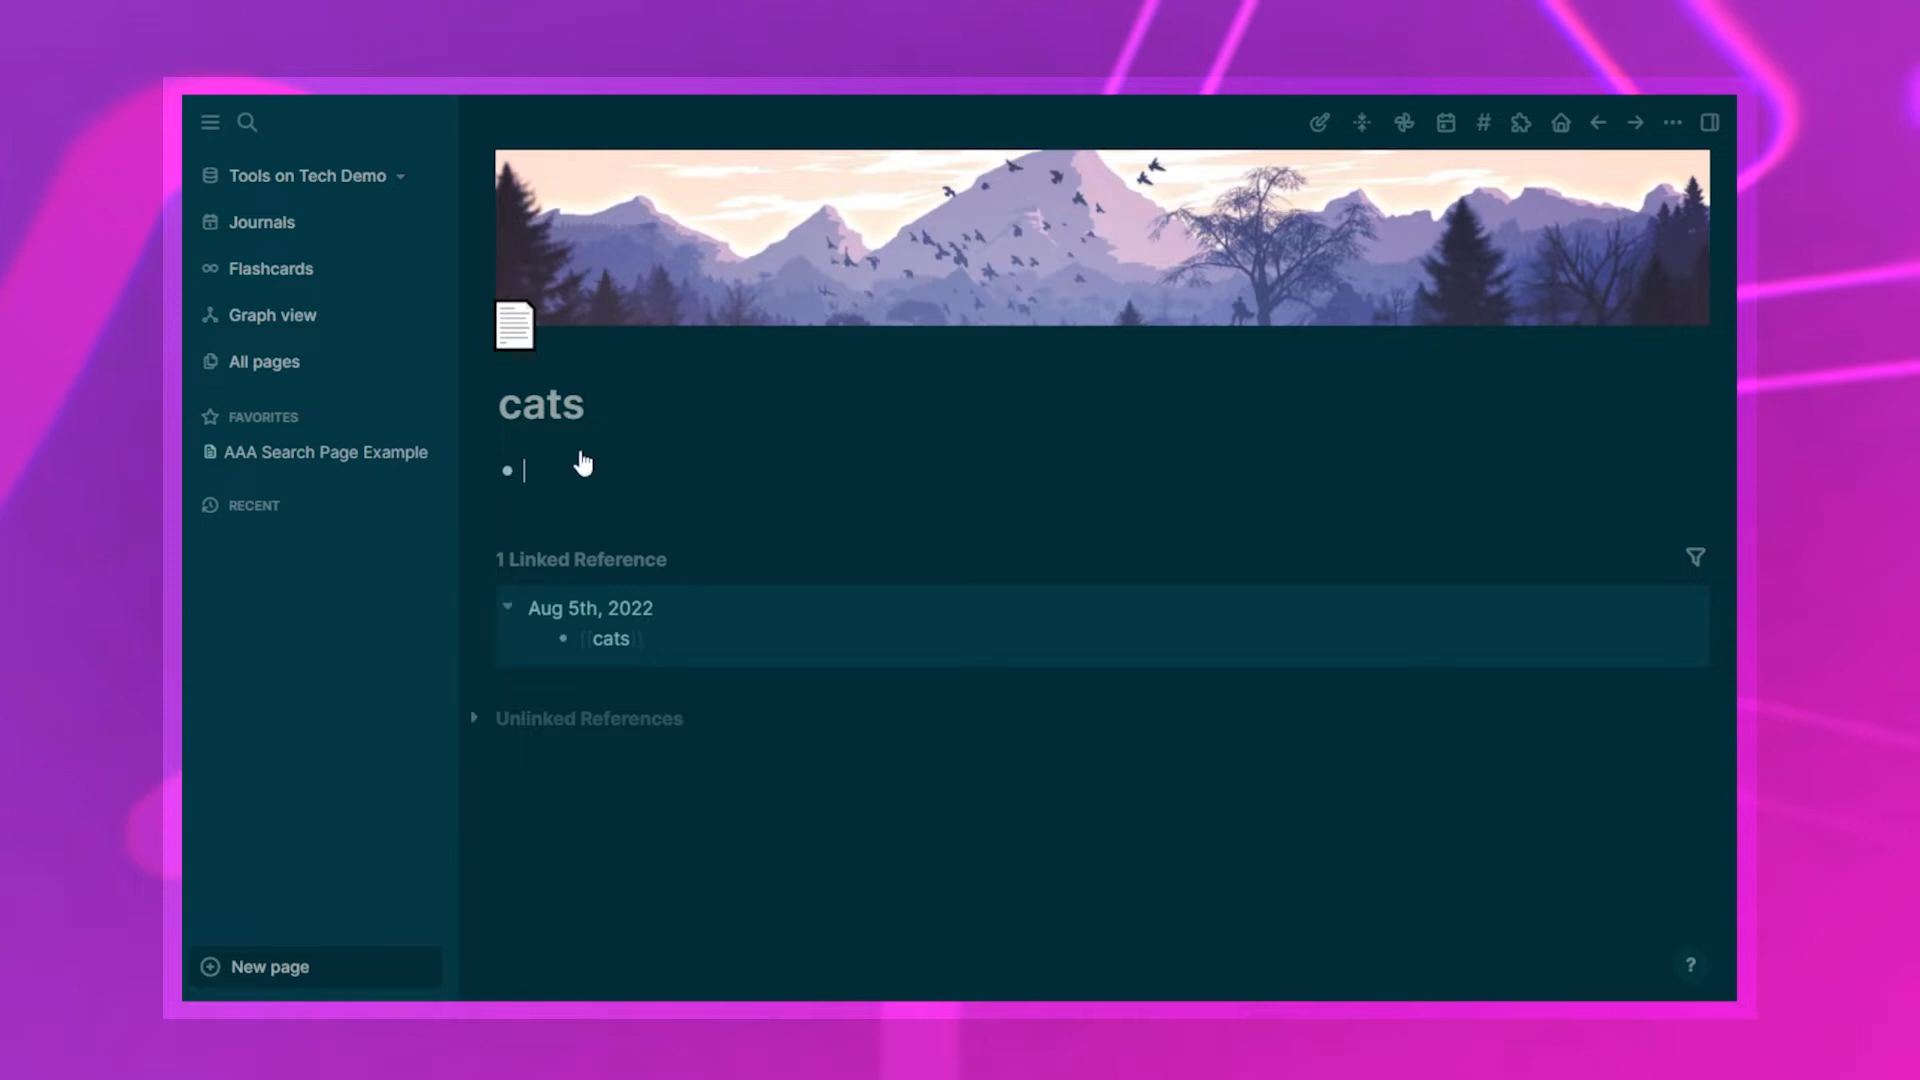 Tools on Tech Demo
Journals
Flashcards
Graph view
All pages
FAVORITES
AAA Search Page Example
RECENT
New page
cats
1 Linked Reference
Aug 5th, 2022
[[cats]]
Unlinked References
?